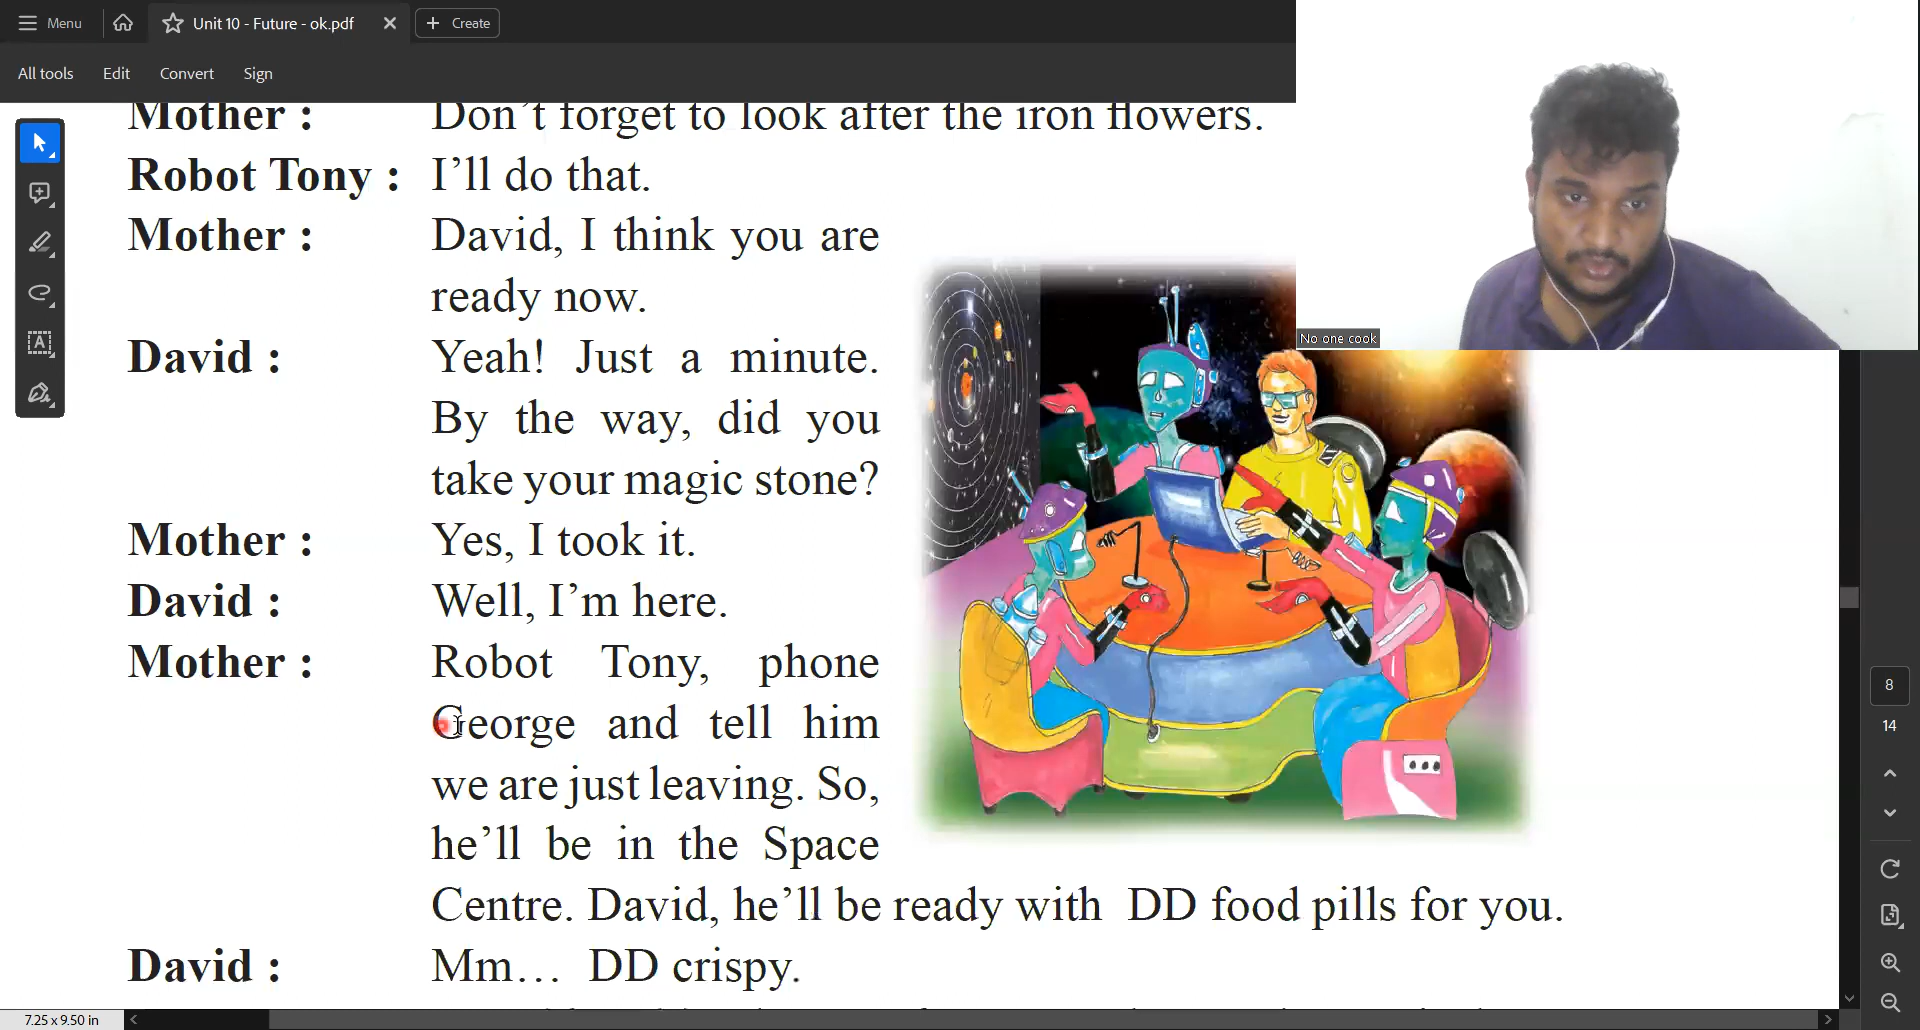 Menu
Unit 10 - Future - ok.pdf
Create
All tools Edit Convert Sign
Mother : Don't forget to look after the iron flowers.
Robot Tony : I'll do that.
Mother : David, I think you are
ready now.
David : Yeah! Just a minute.
By the way, did you
take your magic stone?
Mother : Yes, I took it.
David : Well, I'm here.
Mother : Robot Tony, phone
George and tell him
we are just leaving. So,
he'll be in the Space
Centre. David, he'll be ready with DD food pills for you.
David : Mm… DD crispy.
No one cook
8
14
7.25 x 9.50 in